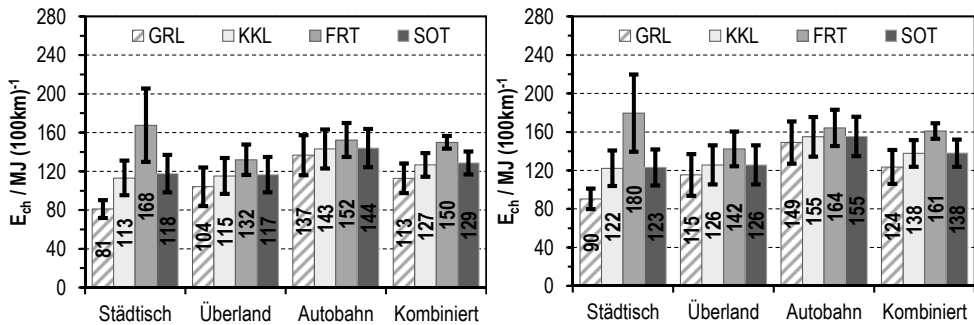 E_ch / MJ (100km)^-1
280
240
200
160
120
80
40
0
GRL KKL FRT SOT
81 113 168 118
104 115 132 117
137 143 152 144
113 127 150 129
Städtisch Überland Autobahn Kombiniert
E_ch / MJ (100km)^-1
280
240
200
160
120
80
40
0
GRL KKL FRT SOT
90 122 180 123
115 126 142 126
149 155 164 155
124 138 161 138
Städtisch Überland Autobahn Kombiniert